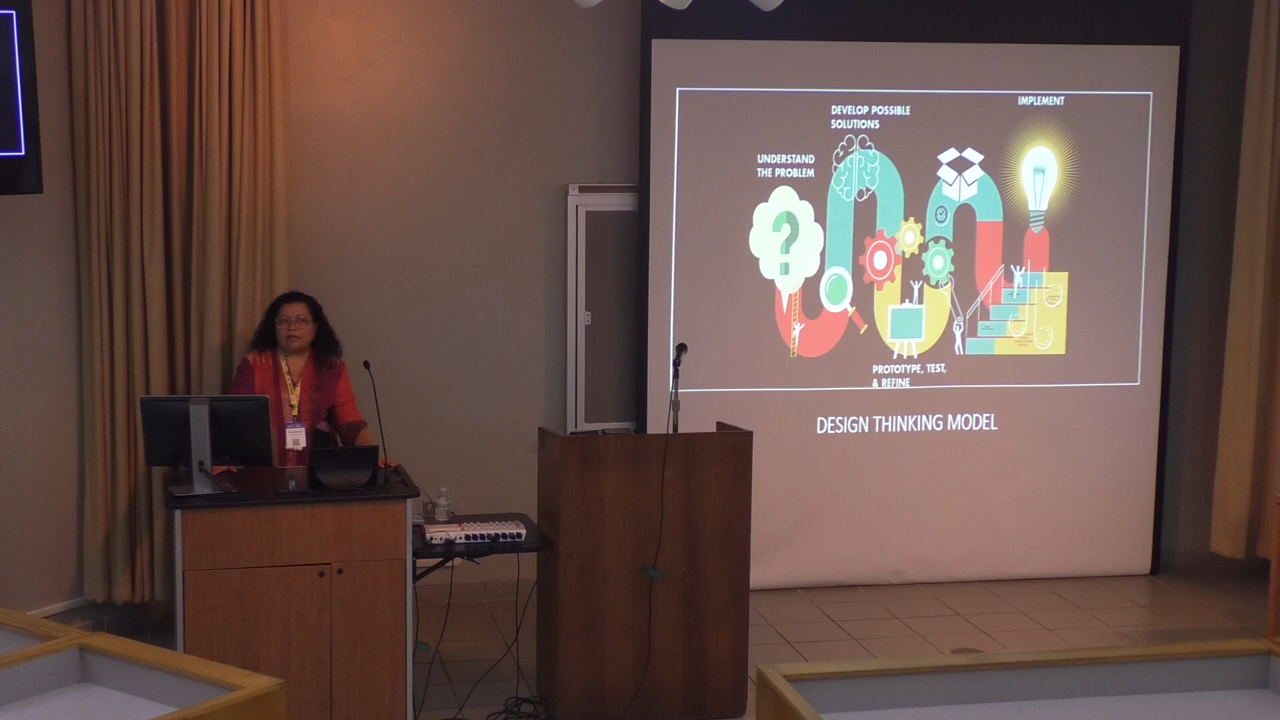 DEVELOP POSSIBLE
SOLUTIONS
IMPLEMENT
UNDERSTAND
THE PROBLEM
?
PROTOTYPE, TEST,
& REFINE
DESIGN THINKING MODEL